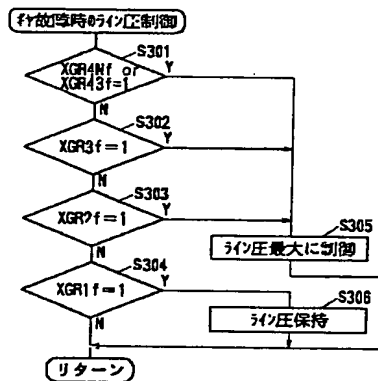 ギヤ故障時のライン圧制御
S301
XGR4Nf or
XGR43f=1
Y
N
S302
XGR3f=1
Y
N
S303
XGR2f=1
Y
N
S305
ライン圧最大に制御
S304
XGR1f=1
Y
N
S306
ライン圧保持
リターン